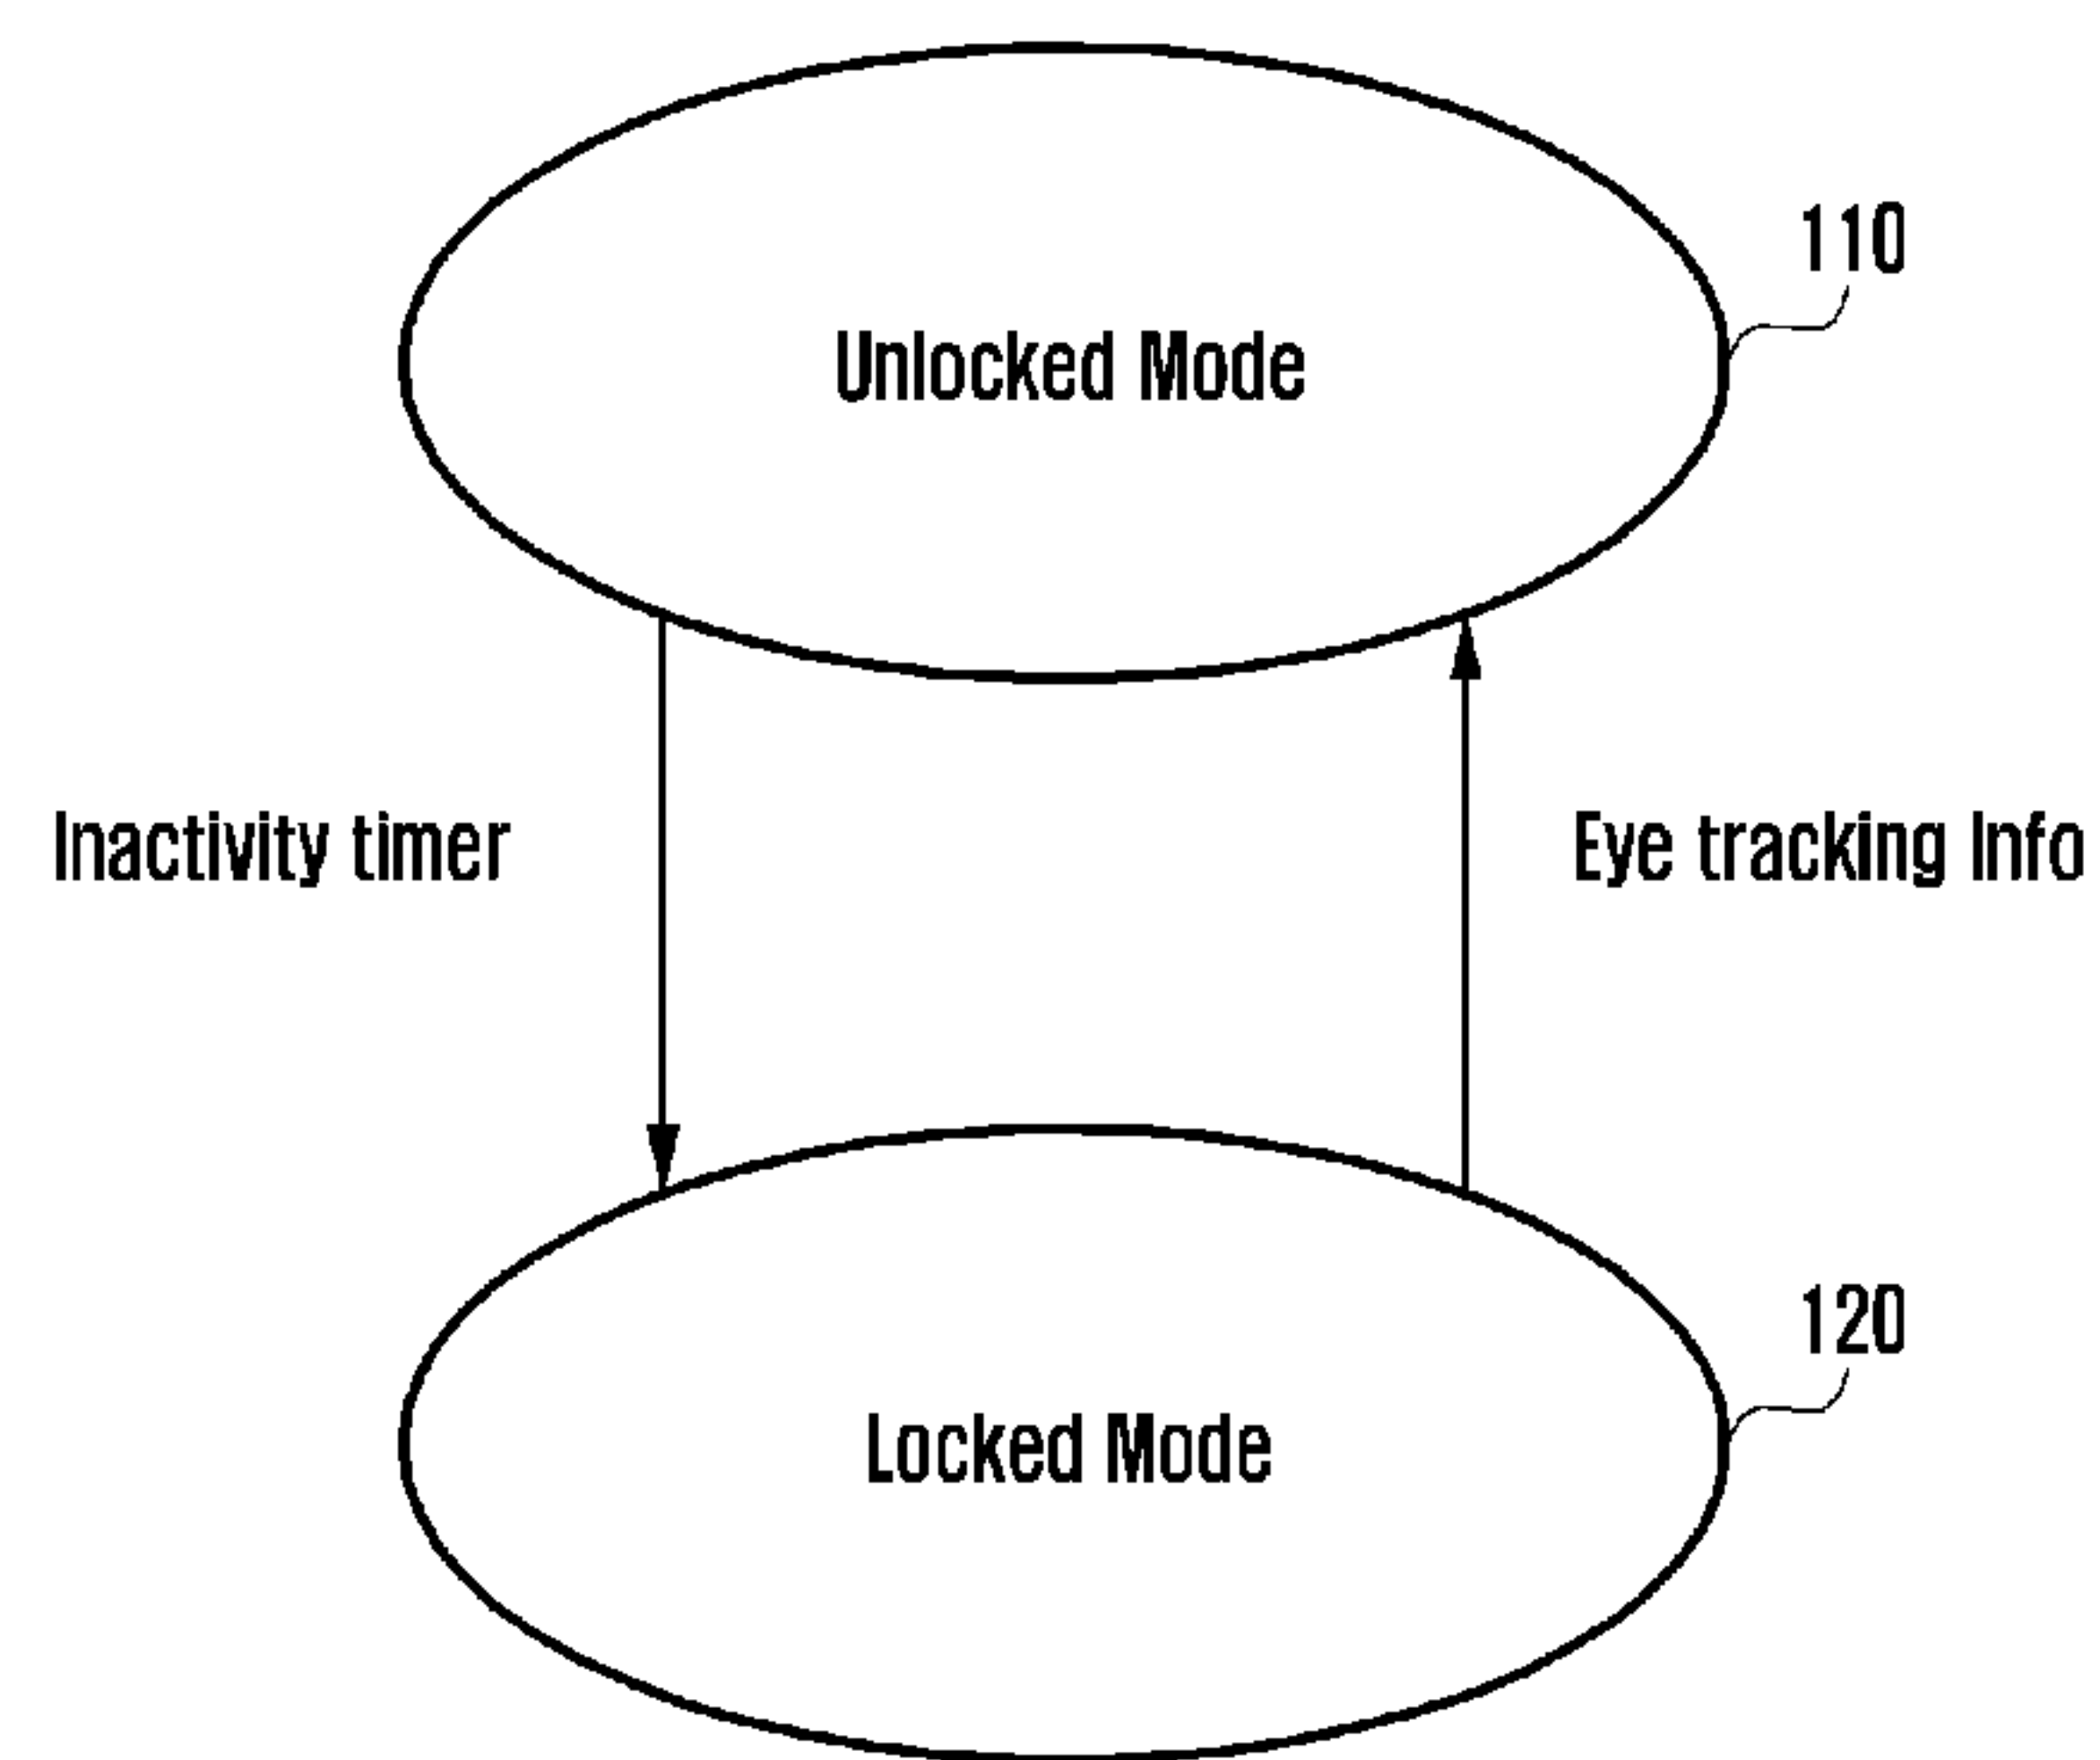 110
Unlocked Mode
Inactivity timer
Eye tracking Info
120
Locked Mode